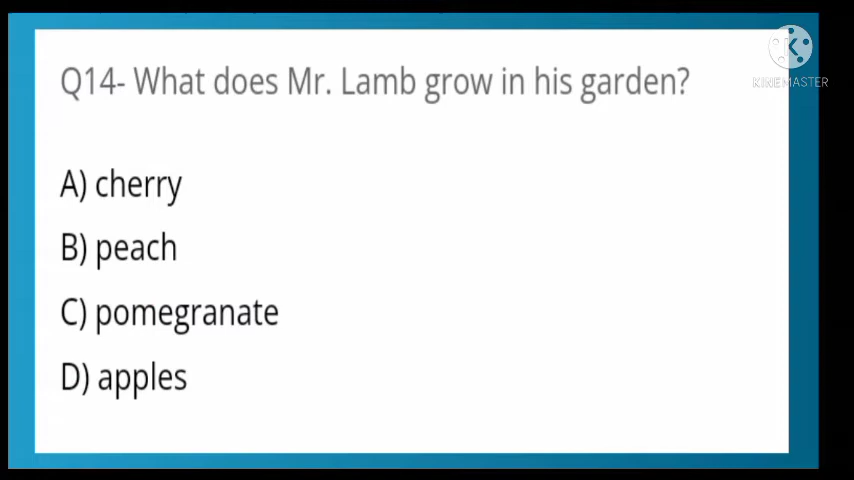 Q14- What does Mr. Lamb grow in his garden?
KINEMASTER
A) cherry
B) peach
C) pomegranate
D) apples